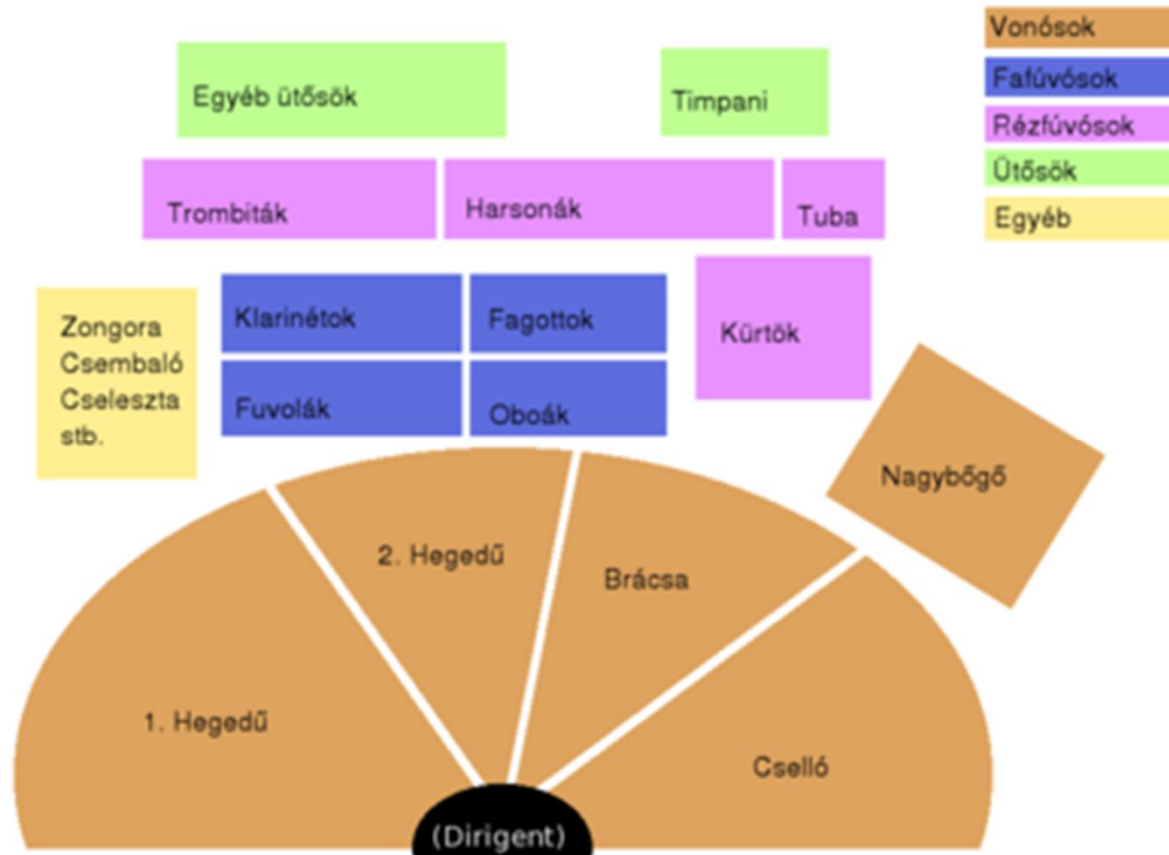 Vonósok
Fafúvósok
Rézfúvósok
Ütősök
Egyéb
Egyéb ütősök
Timpani
Trombiták
Harsonák
Tuba
Zongora
Csembaló
Cseleszta
stb.
Klarinétok
Fagottok
Kürtök
Fuvolák
Oboák
Nagybőgő
2. Hegedű
Brácsa
1. Hegedű
Cselló
(Dirigent)